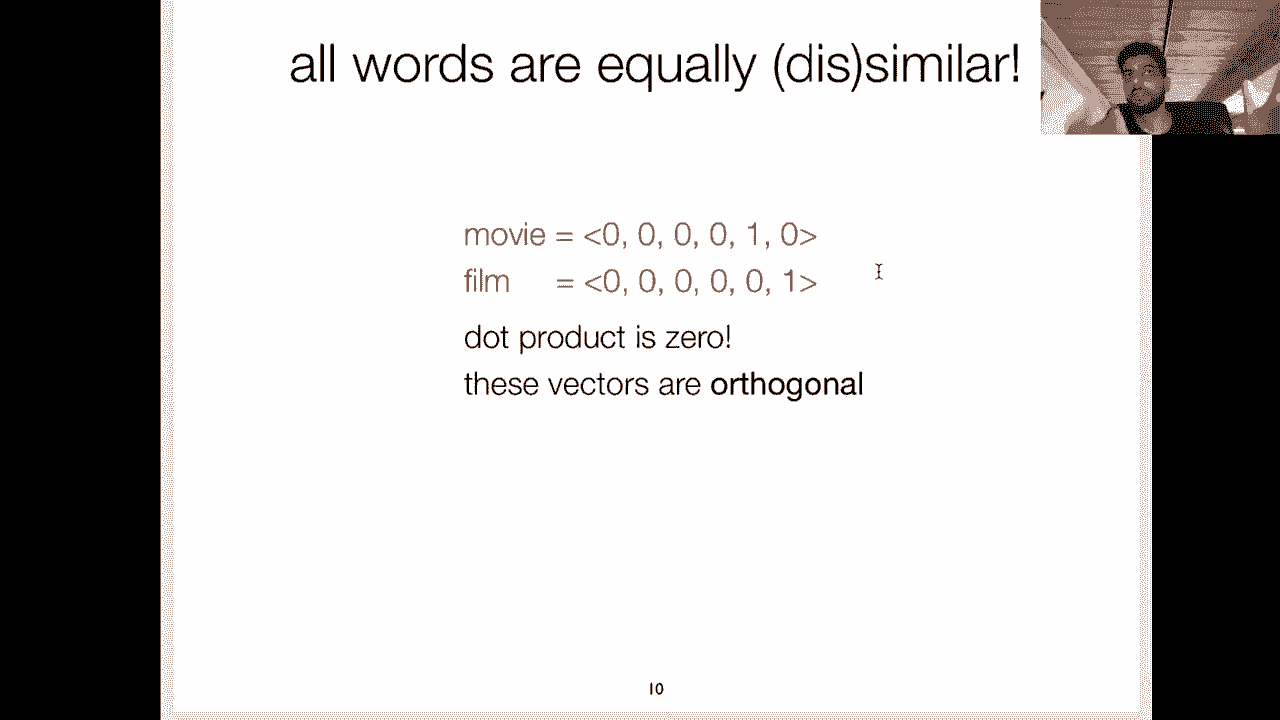 all words are equally (dis)similar!
movie = <0, 0, 0, 0, 1, 0>
film = <0, 0, 0, 0, 0, 1>
dot product is zero!
these vectors are orthogonal
10